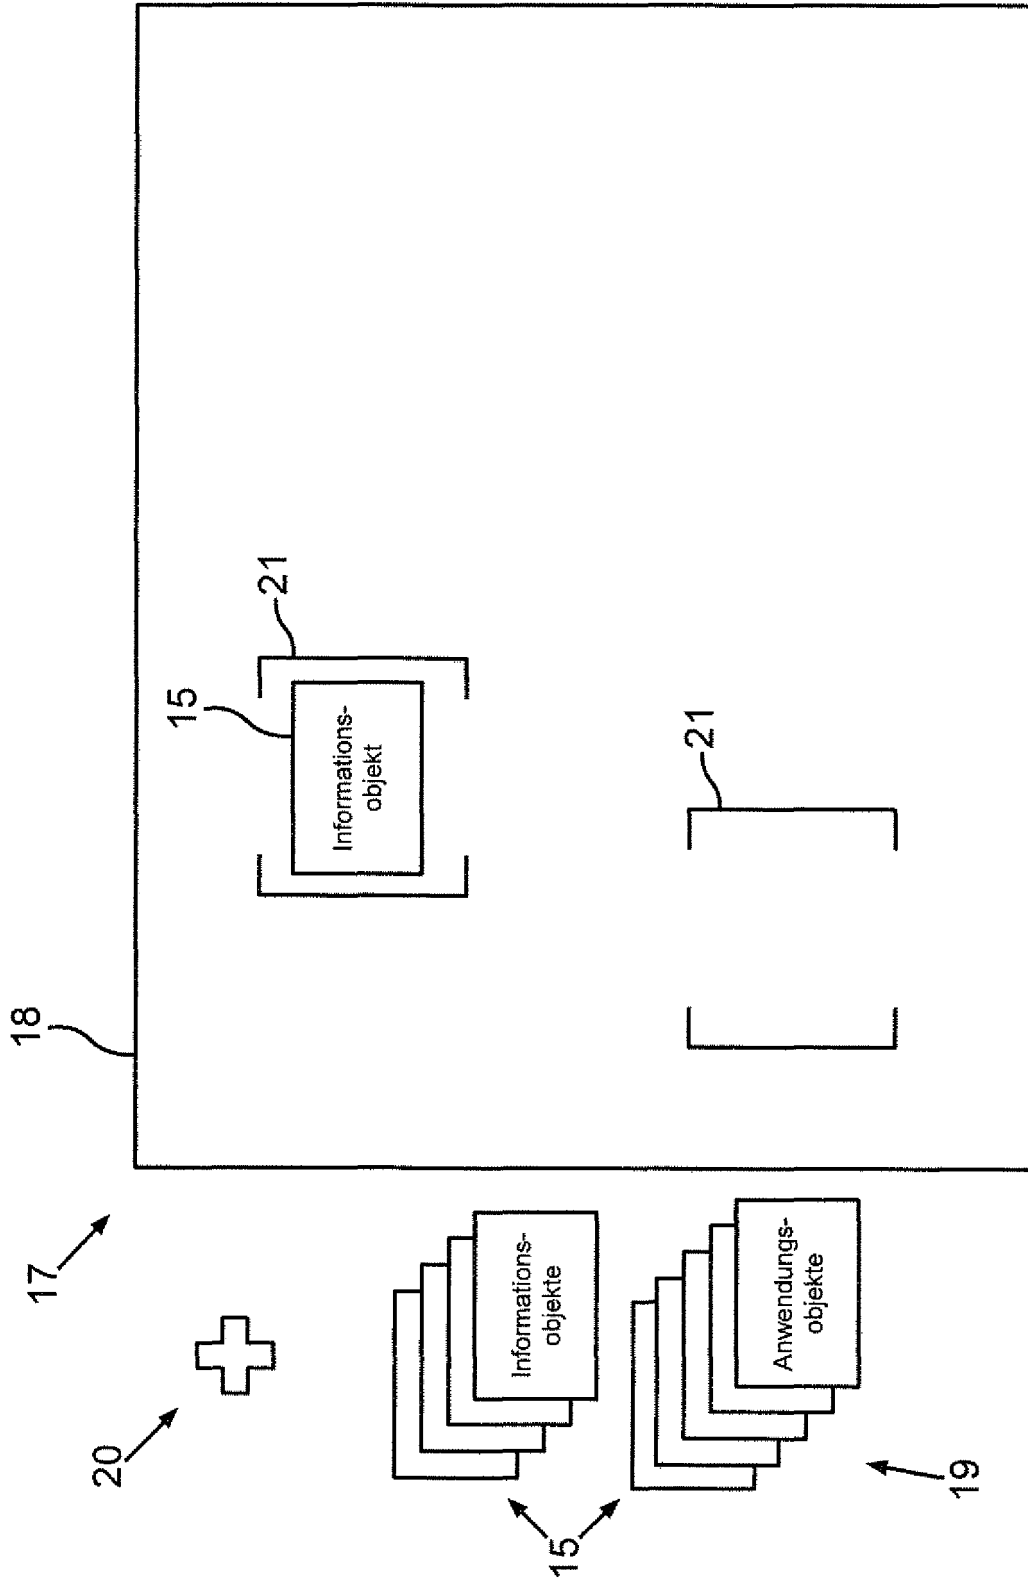 17
18
20
15
21
Informations-
objekt
Informations-
objekte
15
21
Anwendungs-
objekte
19